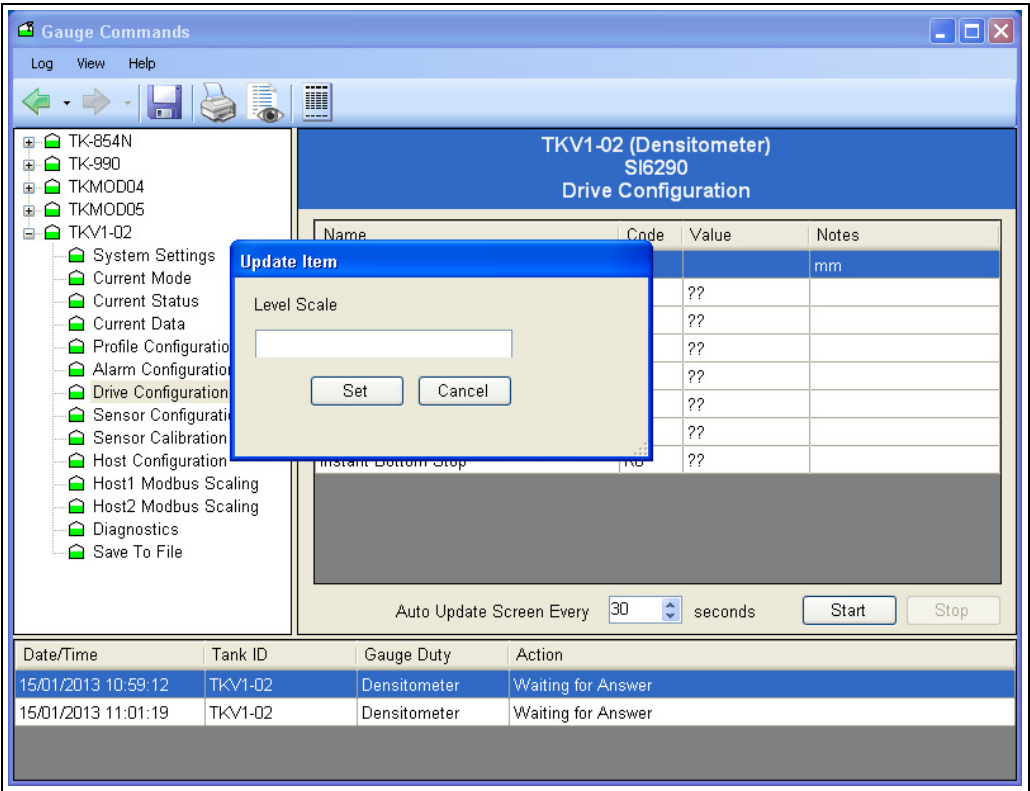 Gauge Commands
Log View Help
TK-854N
TK-990
TKMOD04
TKMOD05
TKV1-02
System Settings
Current Mode
Current Status
Current Data
Profile Configuratio
Alarm Configuration
Drive Configuration
Sensor Configurati
Sensor Calibration
Host Configuration
Host1 Modbus Scaling
Host2 Modbus Scaling
Diagnostics
Save To File
TKV1-02 (Densitometer)
SI6290
Drive Configuration
Name Code Value Notes
mm
??
??
??
??
??
??
Instant Bottom Stop ??
Update Item
Level Scale
Set Cancel
Auto Update Screen Every 30 seconds Start Stop
Date/Time Tank ID Gauge Duty Action
15/01/2013 10:59:12 TKV1-02 Densitometer Waiting for Answer
15/01/2013 11:01:19 TKV1-02 Densitometer Waiting for Answer